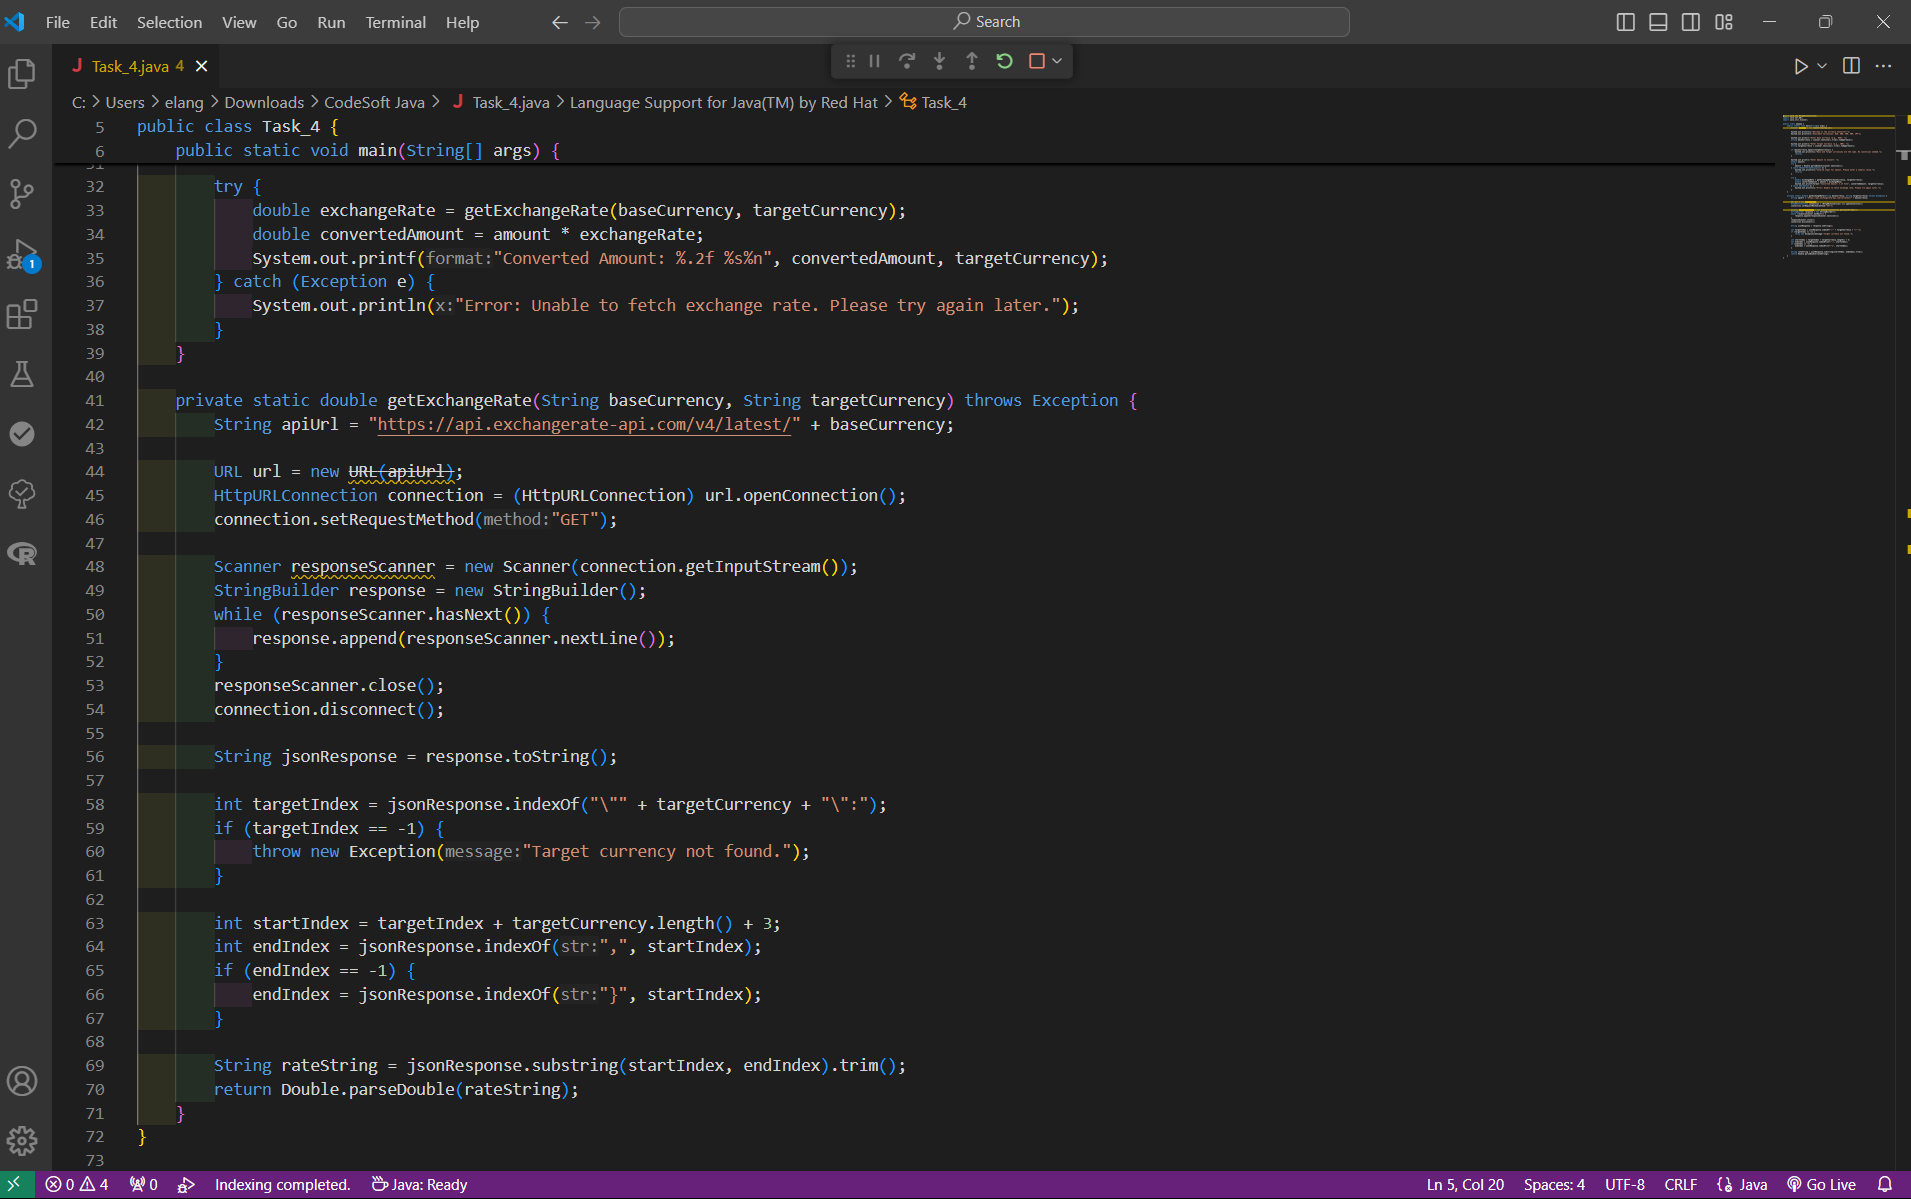 File Edit Selection View Go Run Terminal Help Search
Task_4.java 4
C: > Users > elang > Downloads > CodeSoft Java > J Task_4.java > Language Support for Java(TM) by Red Hat > Task_4
5 public class Task_4 {
6 public static void main(String[] args) {
32 try {
33 double exchangeRate = getExchangeRate(baseCurrency, targetCurrency);
34 double convertedAmount = amount * exchangeRate;
35 System.out.printf(format:"Converted Amount: %.2f %s%n", convertedAmount, targetCurrency);
36 } catch (Exception e) {
37 System.out.println(x:"Error: Unable to fetch exchange rate. Please try again later.");
38 }
39 }
40
41 private static double getExchangeRate(String baseCurrency, String targetCurrency) throws Exception {
42 String apiUrl = "https://api.exchangerate-api.com/v4/latest/" + baseCurrency;
43
44 URL url = new URL(apiUrl);
45 HttpURLConnection connection = (HttpURLConnection) url.openConnection();
46 connection.setRequestMethod(method:"GET");
47
48 Scanner responseScanner = new Scanner(connection.getInputStream());
49 StringBuilder response = new StringBuilder();
50 while (responseScanner.hasNext()) {
51 response.append(responseScanner.nextLine());
52 }
53 responseScanner.close();
54 connection.disconnect();
55
56 String jsonResponse = response.toString();
57
58 int targetIndex = jsonResponse.indexOf("\"" + targetCurrency + "\":");
59 if (targetIndex == -1) {
60 throw new Exception(message:"Target currency not found.");
61 }
62
63 int startIndex = targetIndex + targetCurrency.length() + 3;
64 int endIndex = jsonResponse.indexOf(str:",", startIndex);
65 if (endIndex == -1) {
66 endIndex = jsonResponse.indexOf(str:"}", startIndex);
67 }
68
69 String rateString = jsonResponse.substring(startIndex, endIndex).trim();
70 return Double.parseDouble(rateString);
71 }
72 }
73
0 4 0 Indexing completed. Java: Ready Ln 5, Col 20 Spaces: 4 UTF-8 CRLF Java Go Live